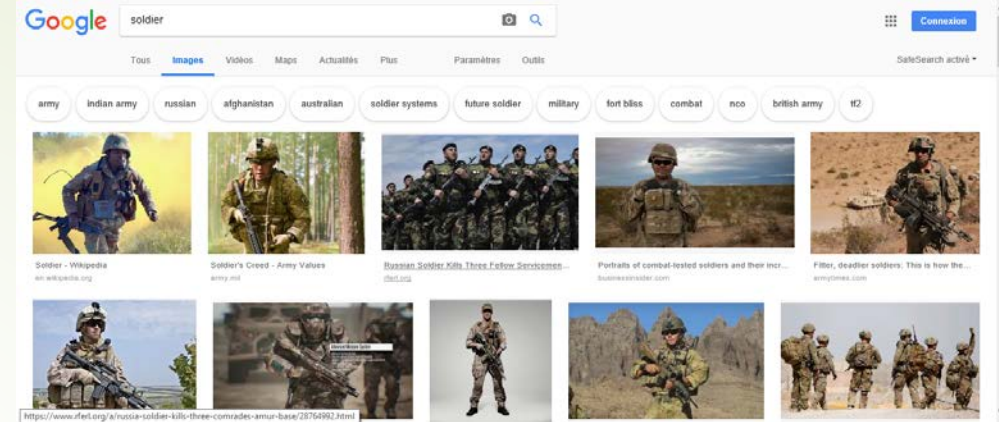 Google soldier Connexion
Tous Images Vidéos Maps Actualités Plus Paramètres Outils SafeSearch activé
army indian army russian afghanistan australian soldier systems future soldier military fort bliss combat nco british army tf2
Soldier - Wikipedia
en.wikipedia.org
Soldier's Creed - Army Values
army.mil
Russian Soldier Kills Three Fellow Servicemen...
rferl.org
Portraits of combat-tested soldiers and their incr...
businessinsider.com
Fitter, deadlier soldiers: This is how the...
armytimes.com
https://www.rferl.org/a/russia-soldier-kills-three-comrades-amur-base/28764992.html